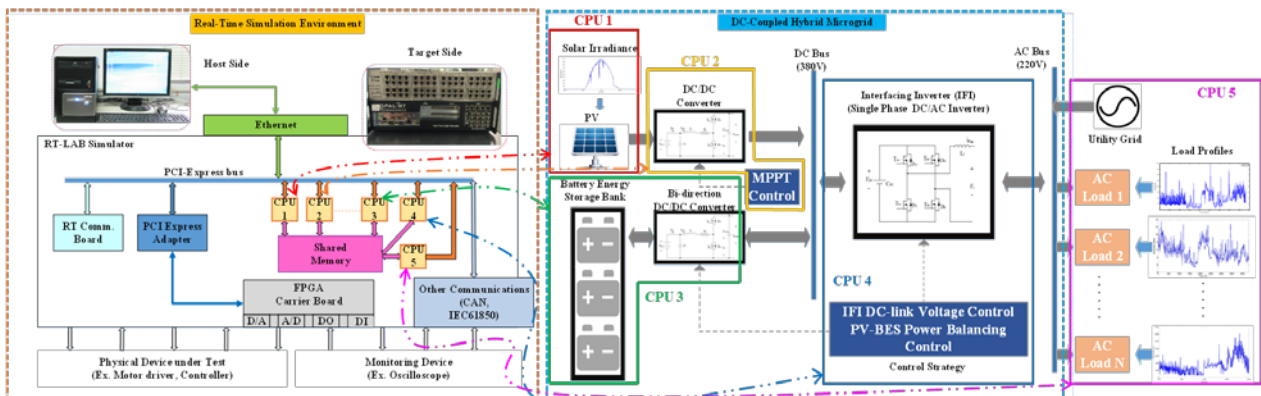 Real-Time Simulation Environment
Host Side
Target Side
Ethernet
RT-LAB Simulator
PCI-Express bus
CPU
1
CPU
2
CPU
3
CPU
4
CPU
5
RT Comm.
Board
PCI Express
Adapter
Shared
Memory
FPGA
Carrier Board
D/A
A/D
DO
DI
Other Communications
(CAN,
IEC61850)
Physical Device under Test
(Ex. Motor driver, Controller)
Monitoring Device
(Ex. Oscilloscope)
DC-Coupled Hybrid Microgrid
CPU 1
Solar Irradiance
PV
CPU 2
DC/DC
Converter
MPPT
Control
Battery Energy
Storage Bank
Bi-direction
DC/DC Converter
CPU 3
DC Bus
(380V)
Interfacing Inverter (IFI)
(Single Phase DC/AC Inverter)
CPU 4
IFI DC-link Voltage Control
PV-BES Power Balancing
Control
Control Strategy
AC Bus
(220V)
CPU 5
Utility Grid
Load Profiles
AC
Load 1
AC
Load 2
AC
Load N